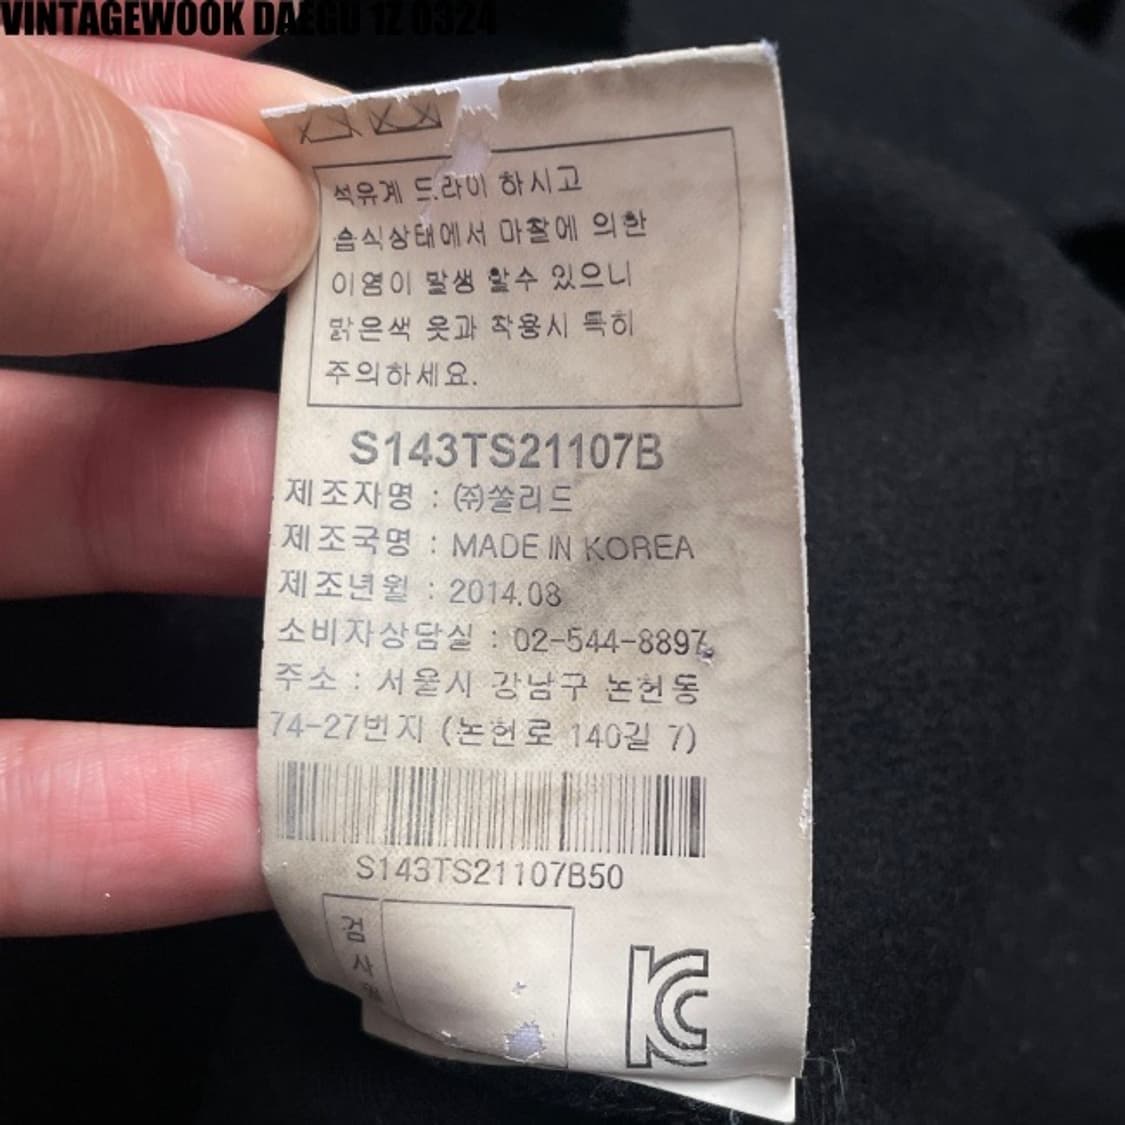 VINTAGEWOOK DAEGU 1Z 0324
석유계 드라이 하시고
습식상태에서 마찰에 의한
이염이 발생 할수 있으니
밝은색 옷과 착용시 특히
주의하세요.
S143TS21107B
제조자명 : ㈜쏠리드
제조국명 : MADE IN KOREA
제조년월 : 2014.08
소비자상담실 : 02-544-8897
주소 : 서울시 강남구 논현동
74-27번지 (논현로 140길 7)
S143TS21107B50
검
사
KC